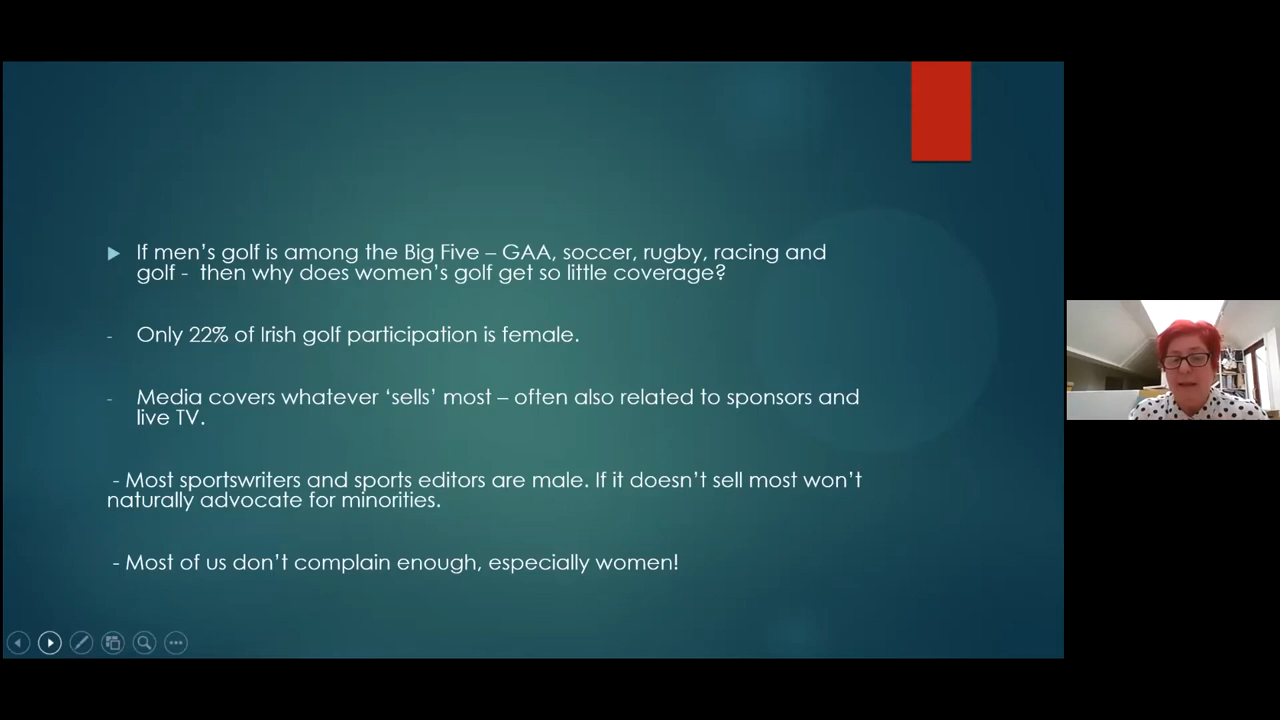 If men’s golf is among the Big Five – GAA, soccer, rugby, racing and
golf -  then why does women’s golf get so little coverage?
- Only 22% of Irish golf participation is female.
- Media covers whatever ‘sells’ most – often also related to sponsors and
live TV.
- Most sportswriters and sports editors are male. If it doesn’t sell most won’t
naturally advocate for minorities.
- Most of us don’t complain enough, especially women!